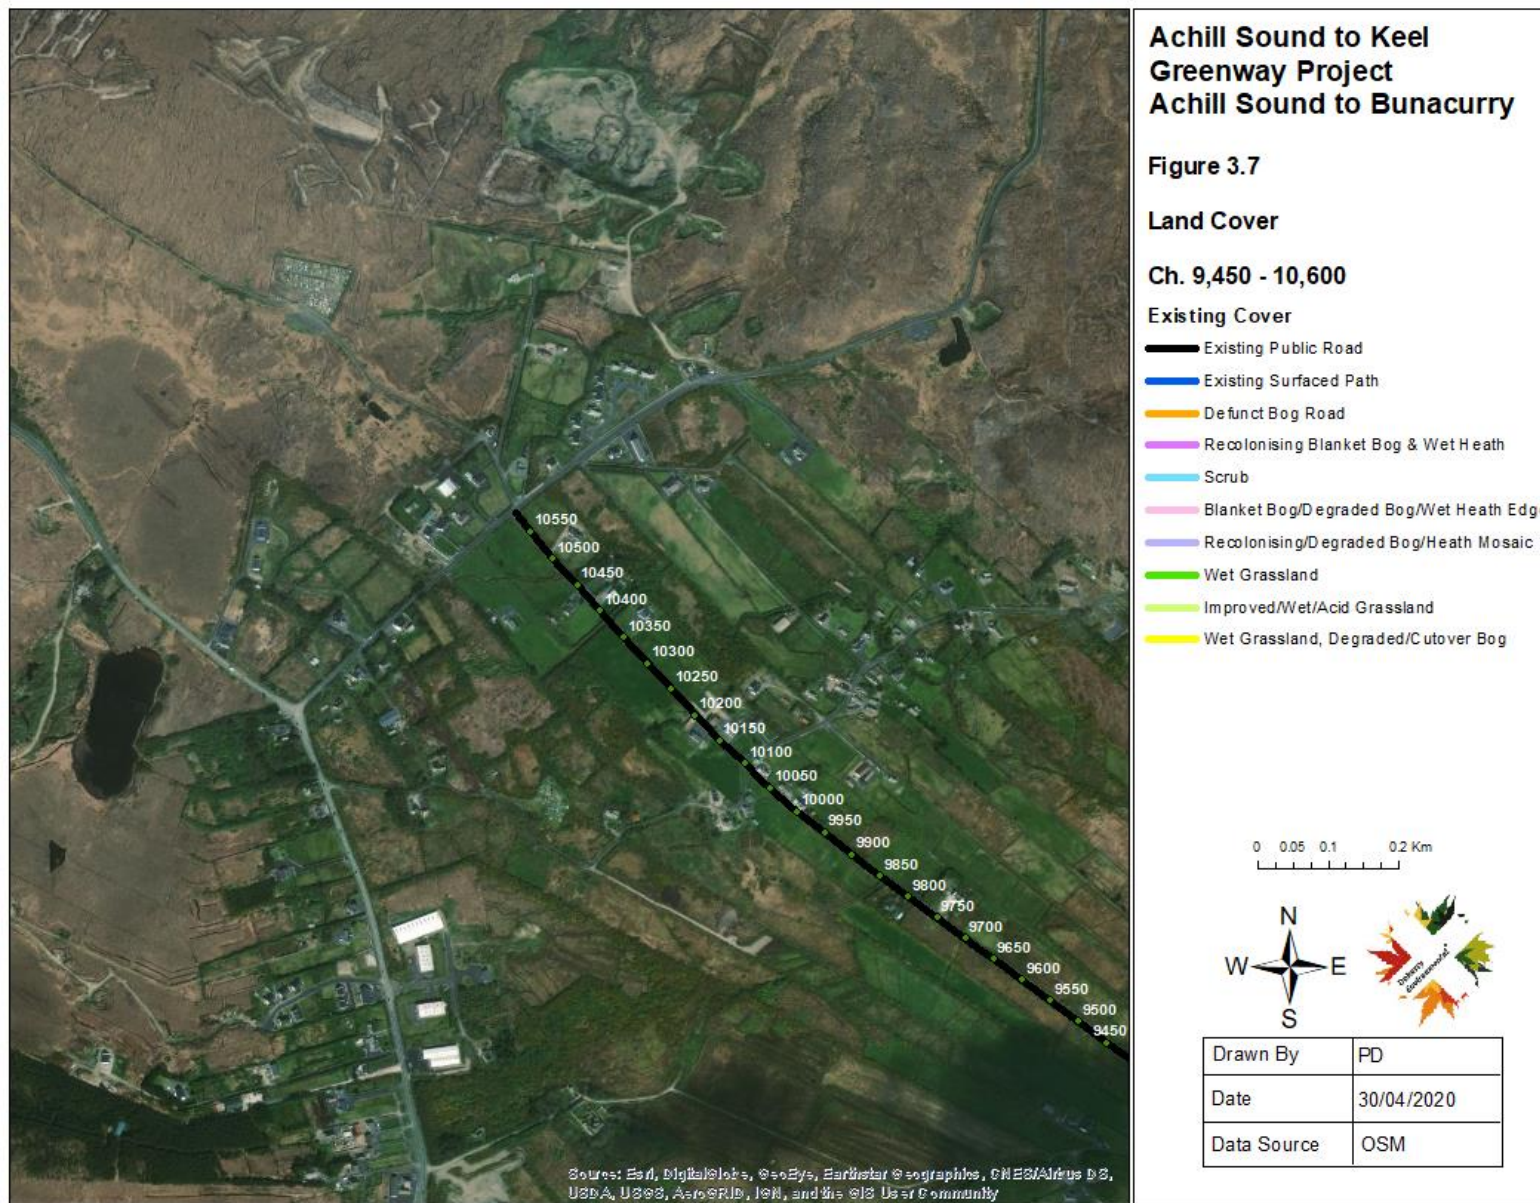 Achill Sound to Keel
Greenway Project
Achill Sound to Bunacurry
Figure 3.7
Land Cover
Ch. 9,450 - 10,600
Existing Cover
Existing Public Road
Existing Surfaced Path
Defunct Bog Road
Recolonising Blanket Bog & Wet Heath
Scrub
Blanket Bog/Degraded Bog/Wet Heath Edg
Recolonising/Degraded Bog/Heath Mosaic
Wet Grassland
Improved/Wet/Acid Grassland
Wet Grassland, Degraded/Cutover Bog
10550
10500
10450
10400
10350
10300
10250
10200
10150
10100
10050
10000
9950
9900
9850
9800
9750
9700
9650
9600
9550
9500
9450
0 0.05 0.1 0.2 Km
N
W E
S
Doherty
Environmental
Drawn By PD
Date 30/04/2020
Data Source OSM
Source: Esri, DigitalGlobe, GeoEye, Earthstar Geographics, CNES/Airbus DS,
USDA, USGS, AeroGRID, IGN, and the GIS User Community